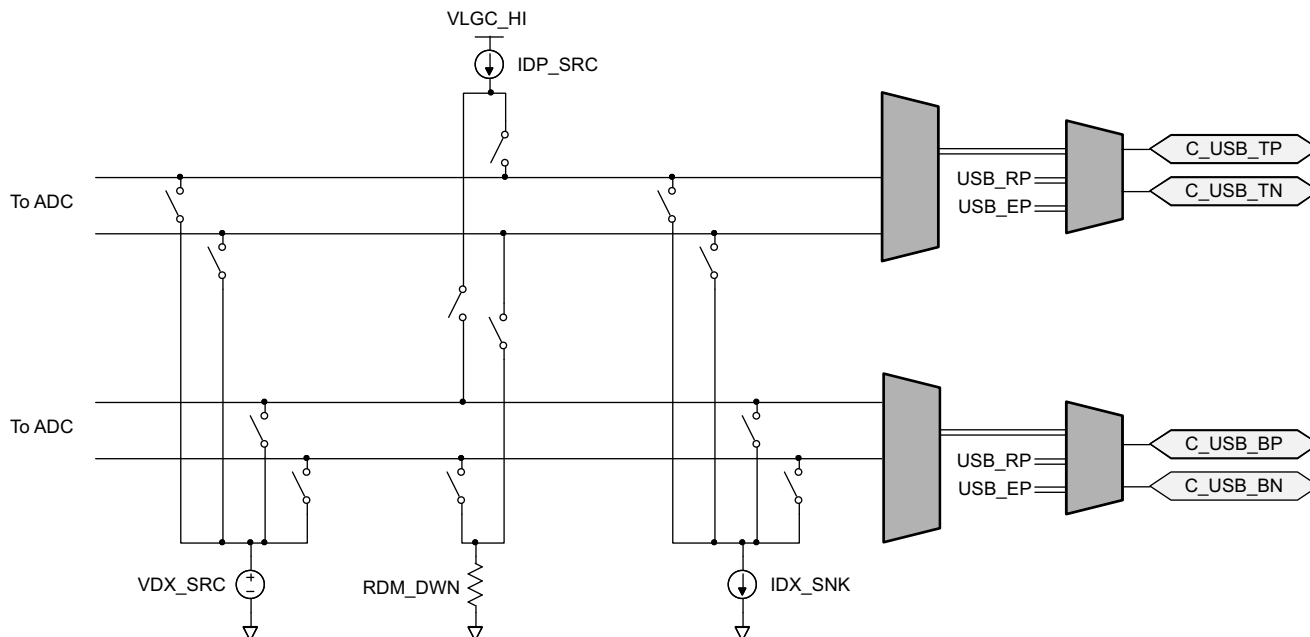 VLGC_HI
IDP_SRC
C_USB_TP
To ADC
USB_RP
C_USB_TN
USB_EP
To ADC
C_USB_BP
USB_RP
C_USB_BN
USB_EP
VDX_SRC
RDM_DWN
IDX_SNK